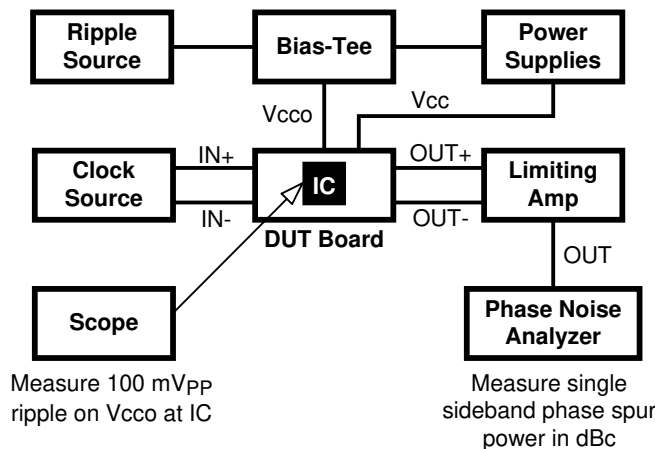 Ripple
Source
Bias-Tee
Power
Supplies
Vcco
Vcc
Clock
Source
IN+
IN-
IC
DUT Board
OUT+
OUT-
Limiting
Amp
OUT
Scope
Phase Noise
Analyzer
Measure 100 mVPP
ripple on Vcco at IC
Measure single
sideband phase spur
power in dBc